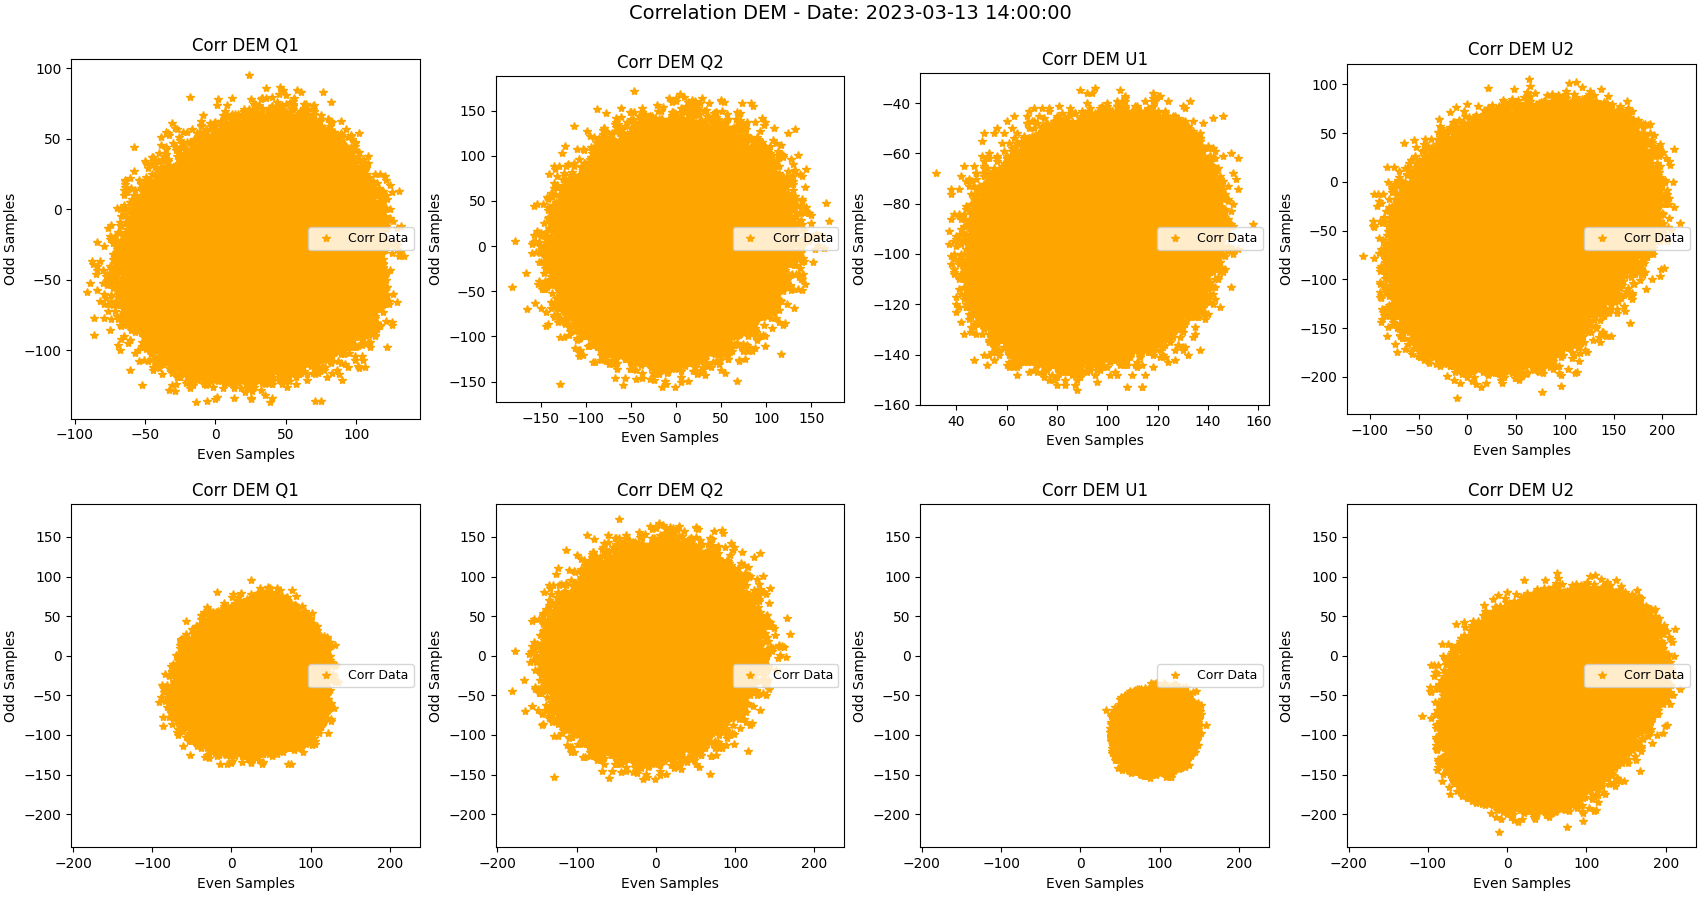 Correlation DEM - Date: 2023-03-13 14:00:00
Corr DEM Q1
100
50
0
−50
−100
Odd Samples
−100 −50 0 50 100
Even Samples
Corr Data
Corr DEM Q2
150
100
50
0
−50
−100
−150
Odd Samples
−150 −100 −50 0 50 100 150
Even Samples
Corr Data
Corr DEM U1
−40
−60
−80
−100
−120
−140
−160
Odd Samples
40 60 80 100 120 140 160
Even Samples
Corr Data
Corr DEM U2
100
50
0
−50
−100
−150
−200
Odd Samples
−100 −50 0 50 100 150 200
Even Samples
Corr Data
Corr DEM Q1
150
100
50
0
−50
−100
−150
−200
Odd Samples
−200 −100 0 100 200
Even Samples
Corr Data
Corr DEM Q2
150
100
50
0
−50
−100
−150
−200
Odd Samples
−200 −100 0 100 200
Even Samples
Corr Data
Corr DEM U1
150
100
50
0
−50
−100
−150
−200
Odd Samples
−200 −100 0 100 200
Even Samples
Corr Data
Corr DEM U2
150
100
50
0
−50
−100
−150
−200
Odd Samples
−200 −100 0 100 200
Even Samples
Corr Data